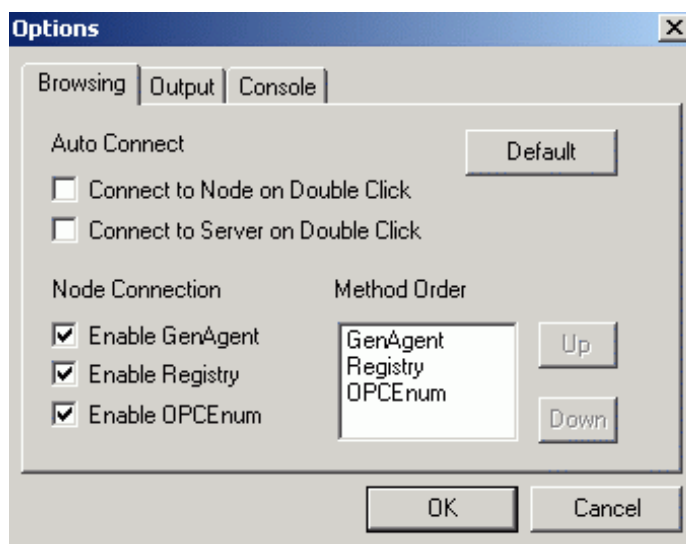 Options
Browsing Output Console
Auto Connect
Default
Connect to Node on Double Click
Connect to Server on Double Click
Node Connection
Method Order
Enable GenAgent
Enable Registry
Enable OPCEnum
GenAgent
Registry
OPCEnum
Up
Down
OK
Cancel